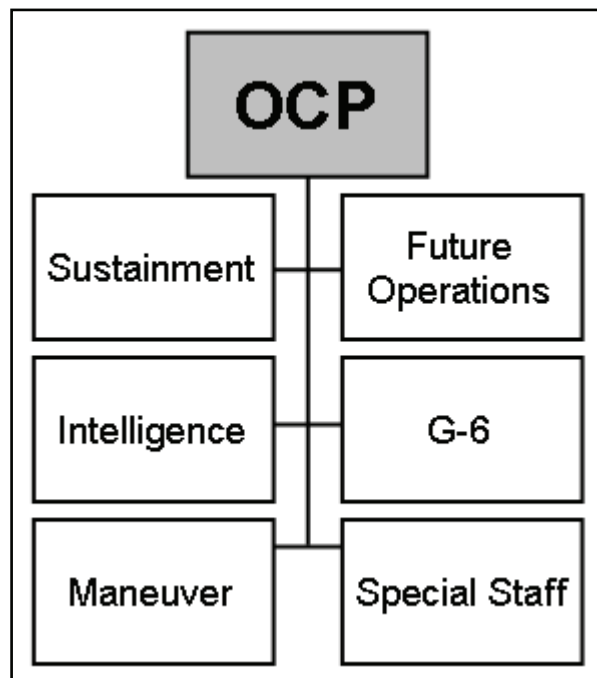 OCP
Sustainment
Future
Operations
Intelligence
G-6
Maneuver
Special Staff